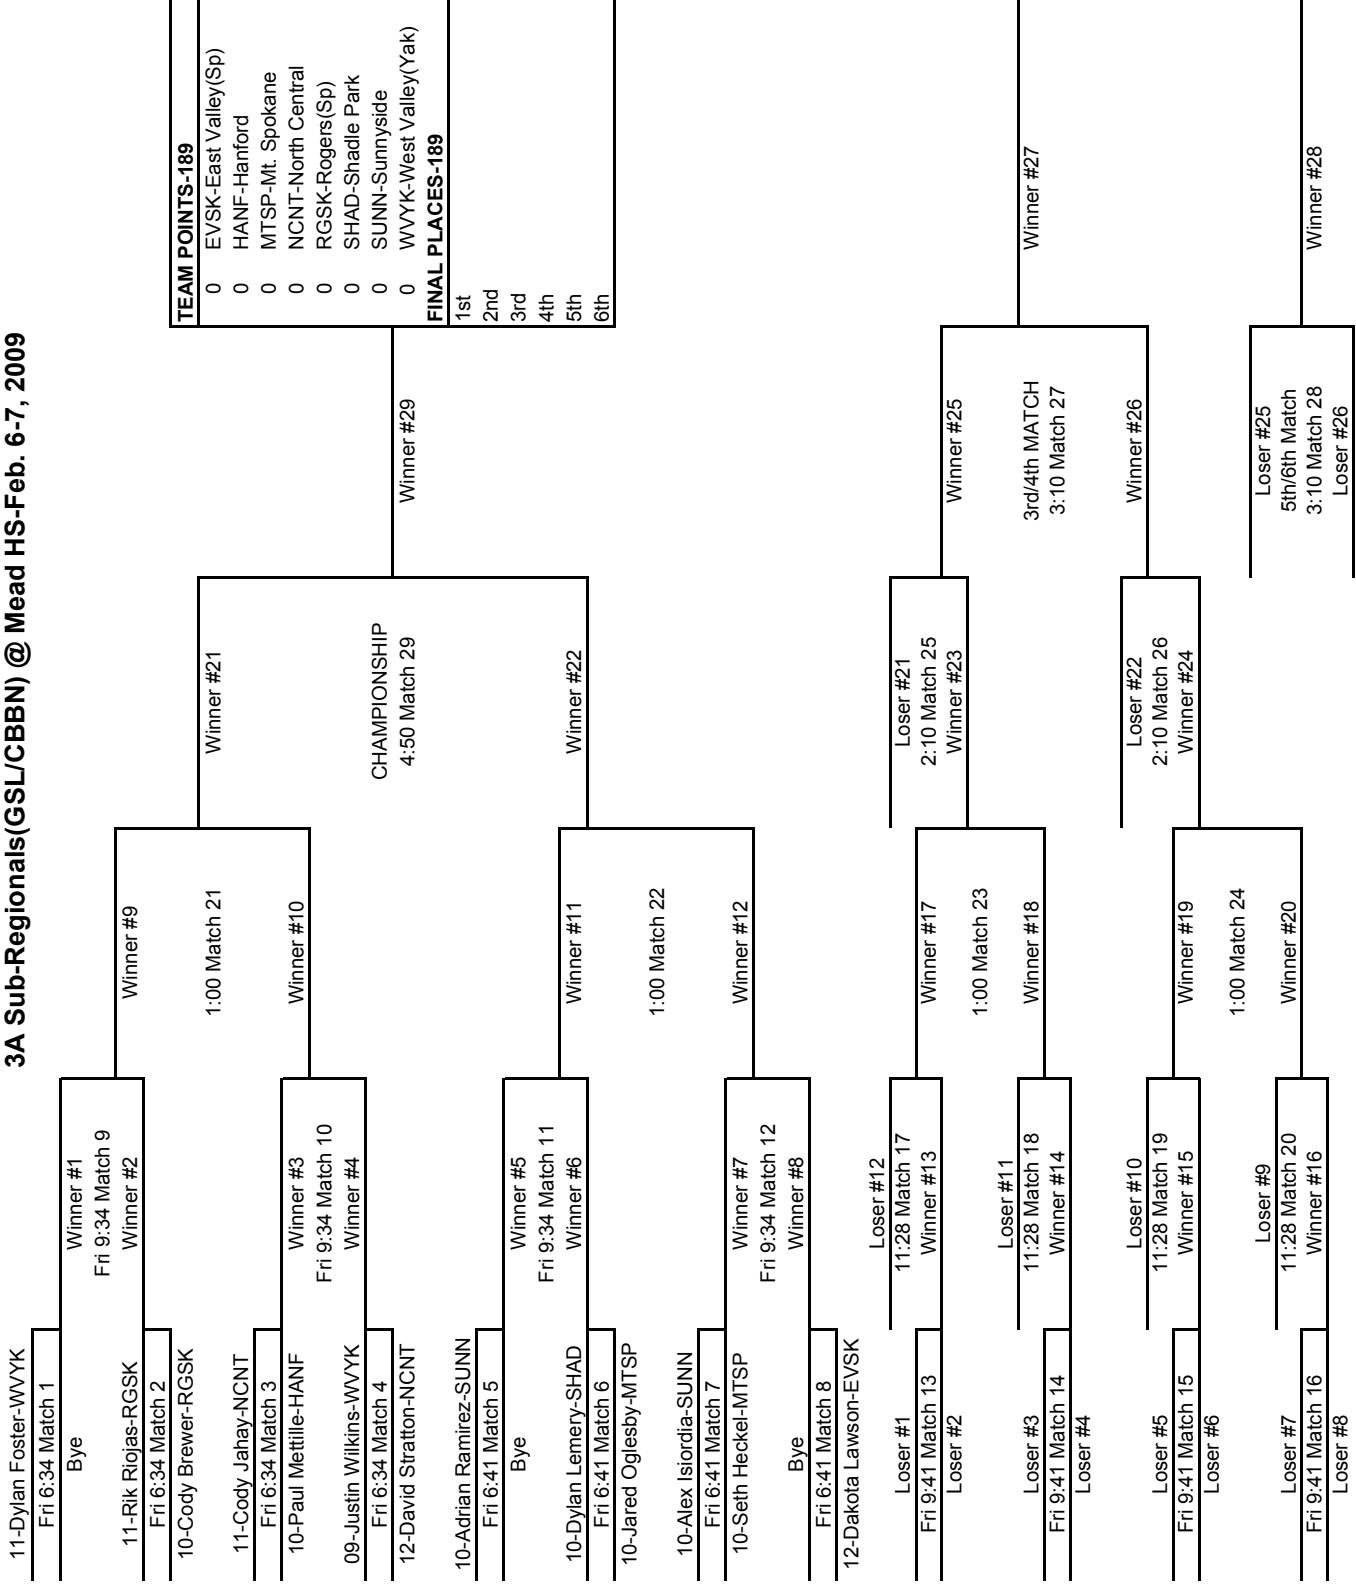 3A Sub-Regionals(GSL/CBBN) @ Mead HS-Feb. 6-7, 2009
11-Dylan Foster-WVYK
Fri 6:34 Match 1
Bye
11-Rik Riojas-RGSK
Fri 6:34 Match 2
10-Cody Brewer-RGSK
11-Cody Jahay-NCNT
Fri 6:34 Match 3
10-Paul Mettille-HANF
09-Justin Wilkins-WVYK
Fri 6:34 Match 4
12-David Stratton-NCNT
10-Adrian Ramirez-SUNN
Fri 6:41 Match 5
Bye
10-Dylan Lemery-SHAD
Fri 6:41 Match 6
10-Jared Oglesby-MTSP
10-Alex Isiordia-SUNN
Fri 6:41 Match 7
10-Seth Heckel-MTSP
Bye
Fri 6:41 Match 8
12-Dakota Lawson-EVSK
Loser #1
Fri 9:41 Match 13
Loser #2
Loser #3
Fri 9:41 Match 14
Loser #4
Loser #5
Fri 9:41 Match 15
Loser #6
Loser #7
Fri 9:41 Match 16
Loser #8
Winner #1
Fri 9:34 Match 9
Winner #2
Winner #3
Fri 9:34 Match 10
Winner #4
Winner #5
Fri 9:34 Match 11
Winner #6
Winner #7
Fri 9:34 Match 12
Winner #8
Loser #12
11:28 Match 17
Winner #13
Loser #11
11:28 Match 18
Winner #14
Loser #10
11:28 Match 19
Winner #15
Loser #9
11:28 Match 20
Winner #16
Winner #9
1:00 Match 21
Winner #10
Winner #11
1:00 Match 22
Winner #12
Winner #17
1:00 Match 23
Winner #18
Winner #19
1:00 Match 24
Winner #20
Winner #21
CHAMPIONSHIP
4:50 Match 29
Winner #22
Loser #21
2:10 Match 25
Winner #23
Loser #22
2:10 Match 26
Winner #24
Winner #29
Winner #25
3rd/4th MATCH
3:10 Match 27
Winner #26
Loser #25
5th/6th Match
3:10 Match 28
Loser #26
TEAM POINTS-189
0 EVSK-East Valley(Sp)
0 HANF-Hanford
0 MTSP-Mt. Spokane
0 NCNT-North Central
0 RGSK-Rogers(Sp)
0 SHAD-Shadle Park
0 SUNN-Sunnyside
0 WVYK-West Valley(Yak)
FINAL PLACES-189
1st
2nd
3rd
4th
5th
6th
Winner #27
Winner #28